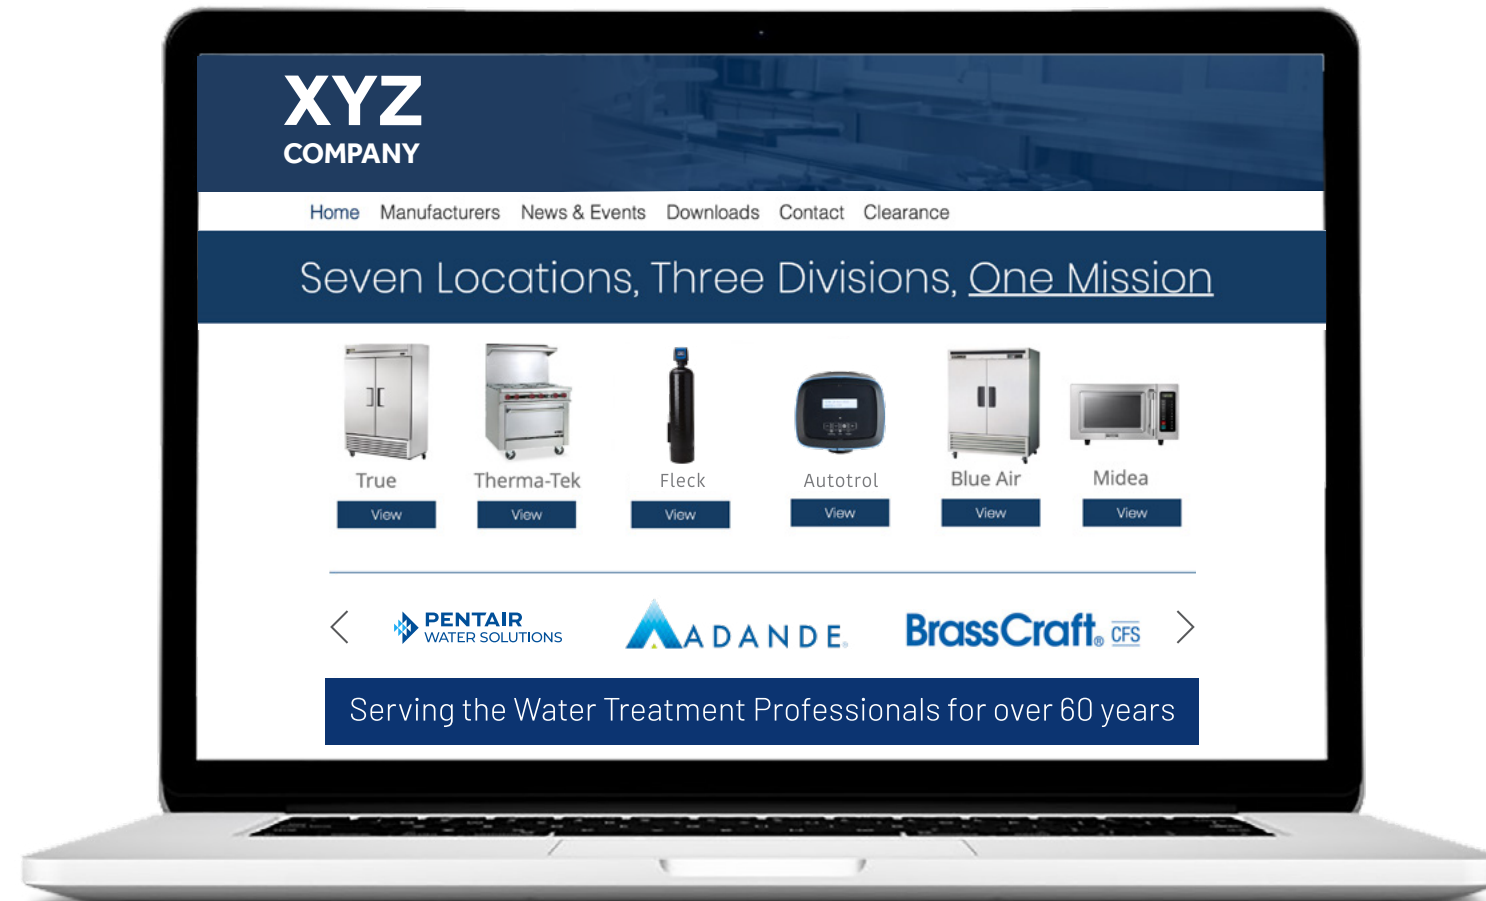 XYZ
COMPANY
Home Manufacturers News & Events Downloads Contact Clearance
Seven Locations, Three Divisions, One Mission
True Therma-Tek Fleck Autotrol Blue Air Midea
View View View View View View
PENTAIR
WATER SOLUTIONS
ADANDE®
BrassCraft® CFS
Serving the Water Treatment Professionals for over 60 years